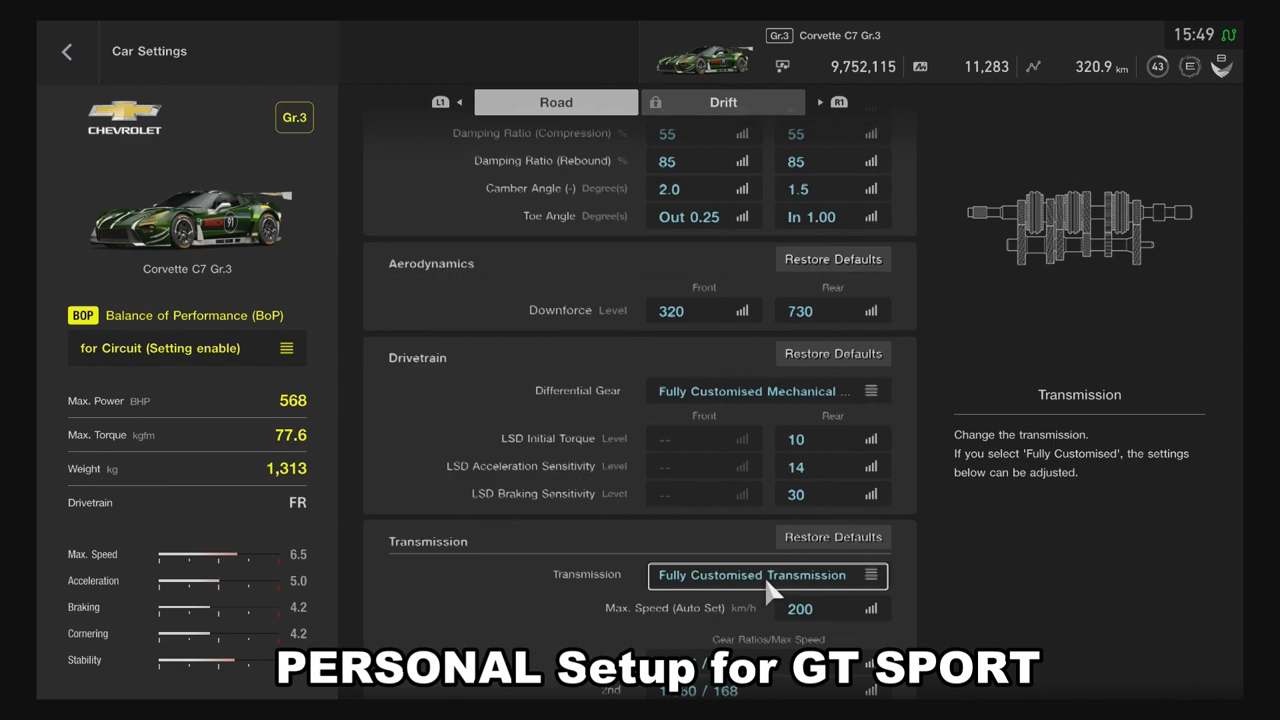 Car Settings
Gr.3 Corvette C7 Gr.3
15:49
9,752,115 11,283 320.9 km 43 E B
CHEVROLET
Gr.3
Corvette C7 Gr.3
BOP Balance of Performance (BoP)
for Circuit (Setting enable)
Max. Power BHP 568
Max. Torque kgfm 77.6
Weight kg 1,313
Drivetrain FR
Max. Speed 6.5
Acceleration 5.0
Braking 4.2
Cornering 4.2
Stability
L1 Road Drift R1
Damping Ratio (Compression) % 55 55
Damping Ratio (Rebound) % 85 85
Camber Angle (-) Degree(s) 2.0 1.5
Toe Angle Degree(s) Out 0.25 In 1.00
Aerodynamics Restore Defaults
Front Rear
Downforce Level 320 730
Drivetrain Restore Defaults
Differential Gear Fully Customised Mechanical ...
Front Rear
LSD Initial Torque Level -- 10
LSD Acceleration Sensitivity Level -- 14
LSD Braking Sensitivity Level -- 30
Transmission Restore Defaults
Transmission Fully Customised Transmission
Max. Speed (Auto Set) km/h 200
Gear Ratios/Max Speed
2nd / 168
Transmission
Change the transmission.
If you select 'Fully Customised', the settings
below can be adjusted.
PERSONAL Setup for GT SPORT